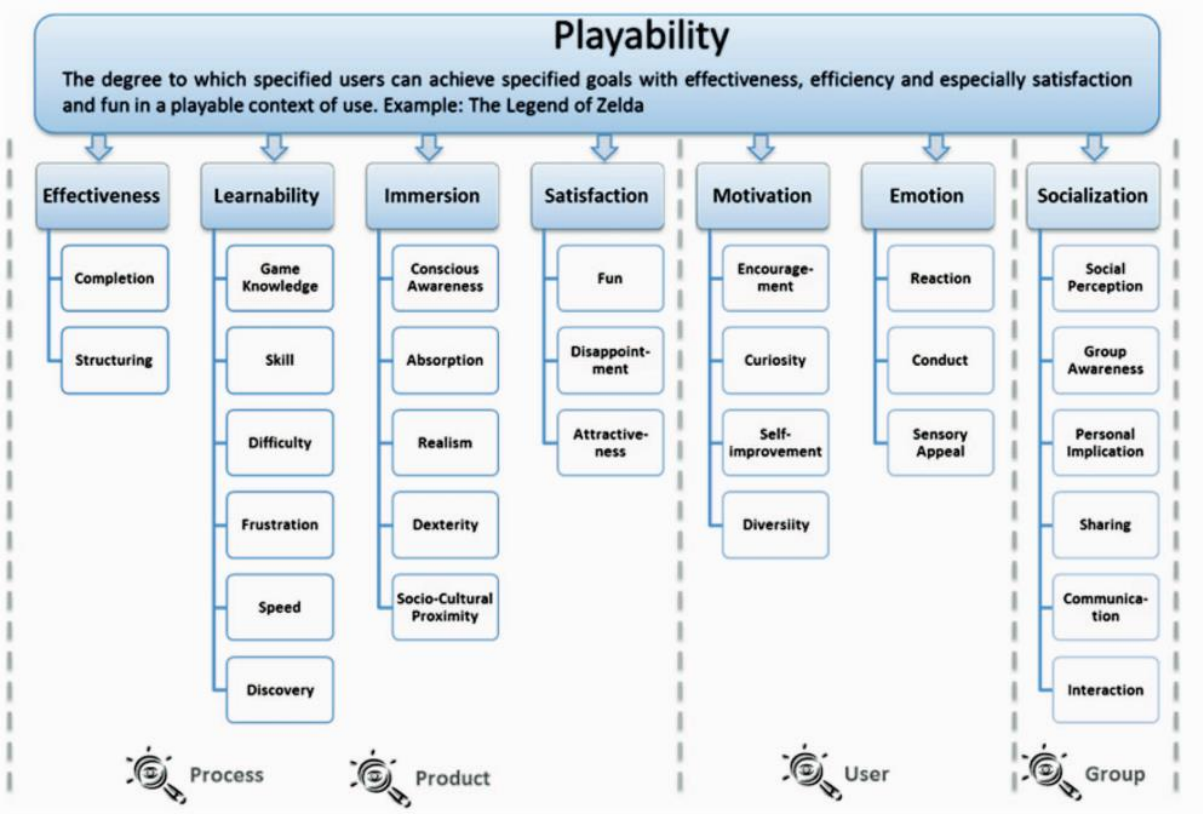 Playability
The degree to which specified users can achieve specified goals with effectiveness, efficiency and especially satisfaction
and fun in a playable context of use. Example: The Legend of Zelda
Effectiveness
Completion
Structuring
Learnability
Game
Knowledge
Skill
Difficulty
Frustration
Speed
Discovery
Immersion
Conscious
Awareness
Absorption
Realism
Dexterity
Socio-Cultural
Proximity
Satisfaction
Fun
Disappoint-
ment
Attractive-
ness
Motivation
Encourage-
ment
Curiosity
Self-
improvement
Diversiity
Emotion
Reaction
Conduct
Sensory
Appeal
Socialization
Social
Perception
Group
Awareness
Personal
Implication
Sharing
Communica-
tion
Interaction
Process
Product
User
Group